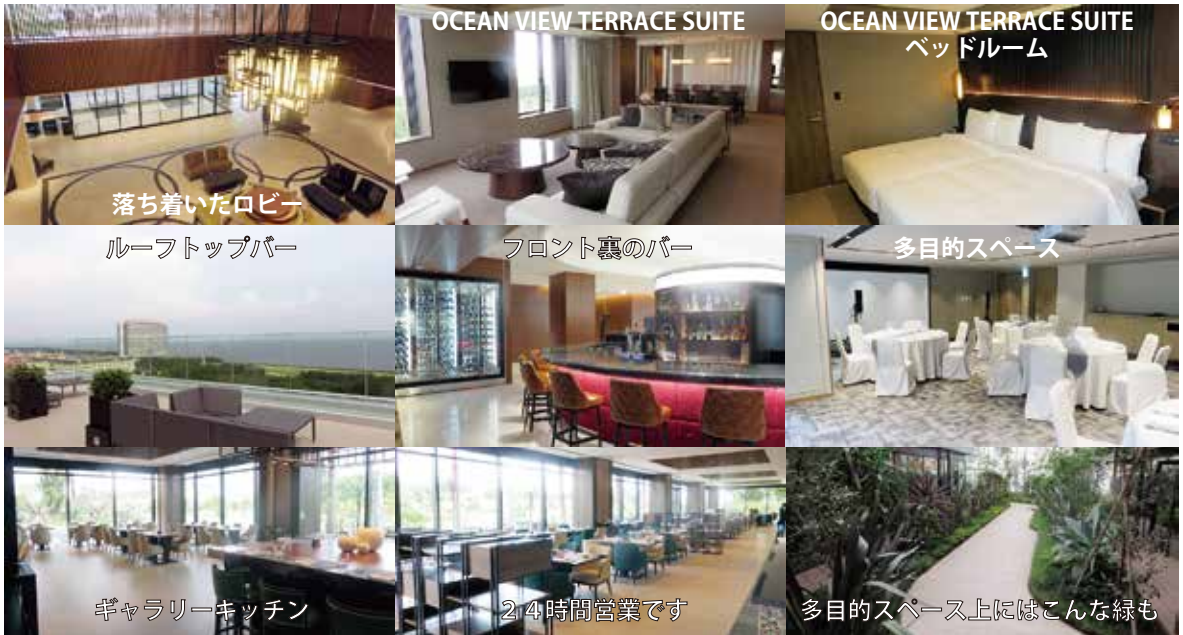 落ち着いたロビー
OCEAN VIEW TERRACE SUITE
OCEAN VIEW TERRACE SUITE
ベッドルーム
ルーフトップバー
フロント裏のバー
多目的スペース
ギャラリーキッチン
２４時間営業です
多目的スペース上にはこんな緑も